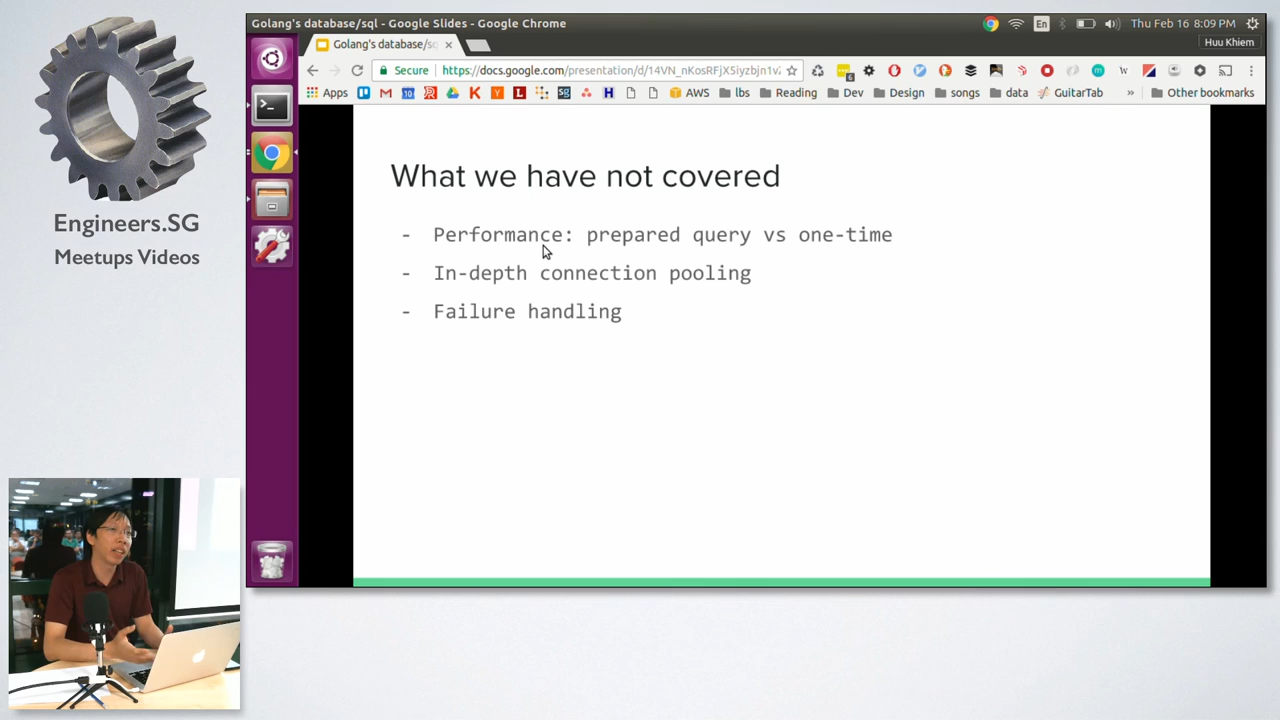 Golang's database/sql - Google Slides - Google Chrome
En
Thu Feb 16 8:09 PM
Golang's database/sq
Huu Khiem
Secure
https://docs.google.com/presentation/d/14VN_nKosRFjX5iyzbjn1v
Apps
AWS
lbs
Reading
Dev
Design
songs
data
GuitarTab
»
Other bookmarks
What we have not covered
- Performance: prepared query vs one-time
- In-depth connection pooling
- Failure handling
Engineers.SG
Meetups Videos